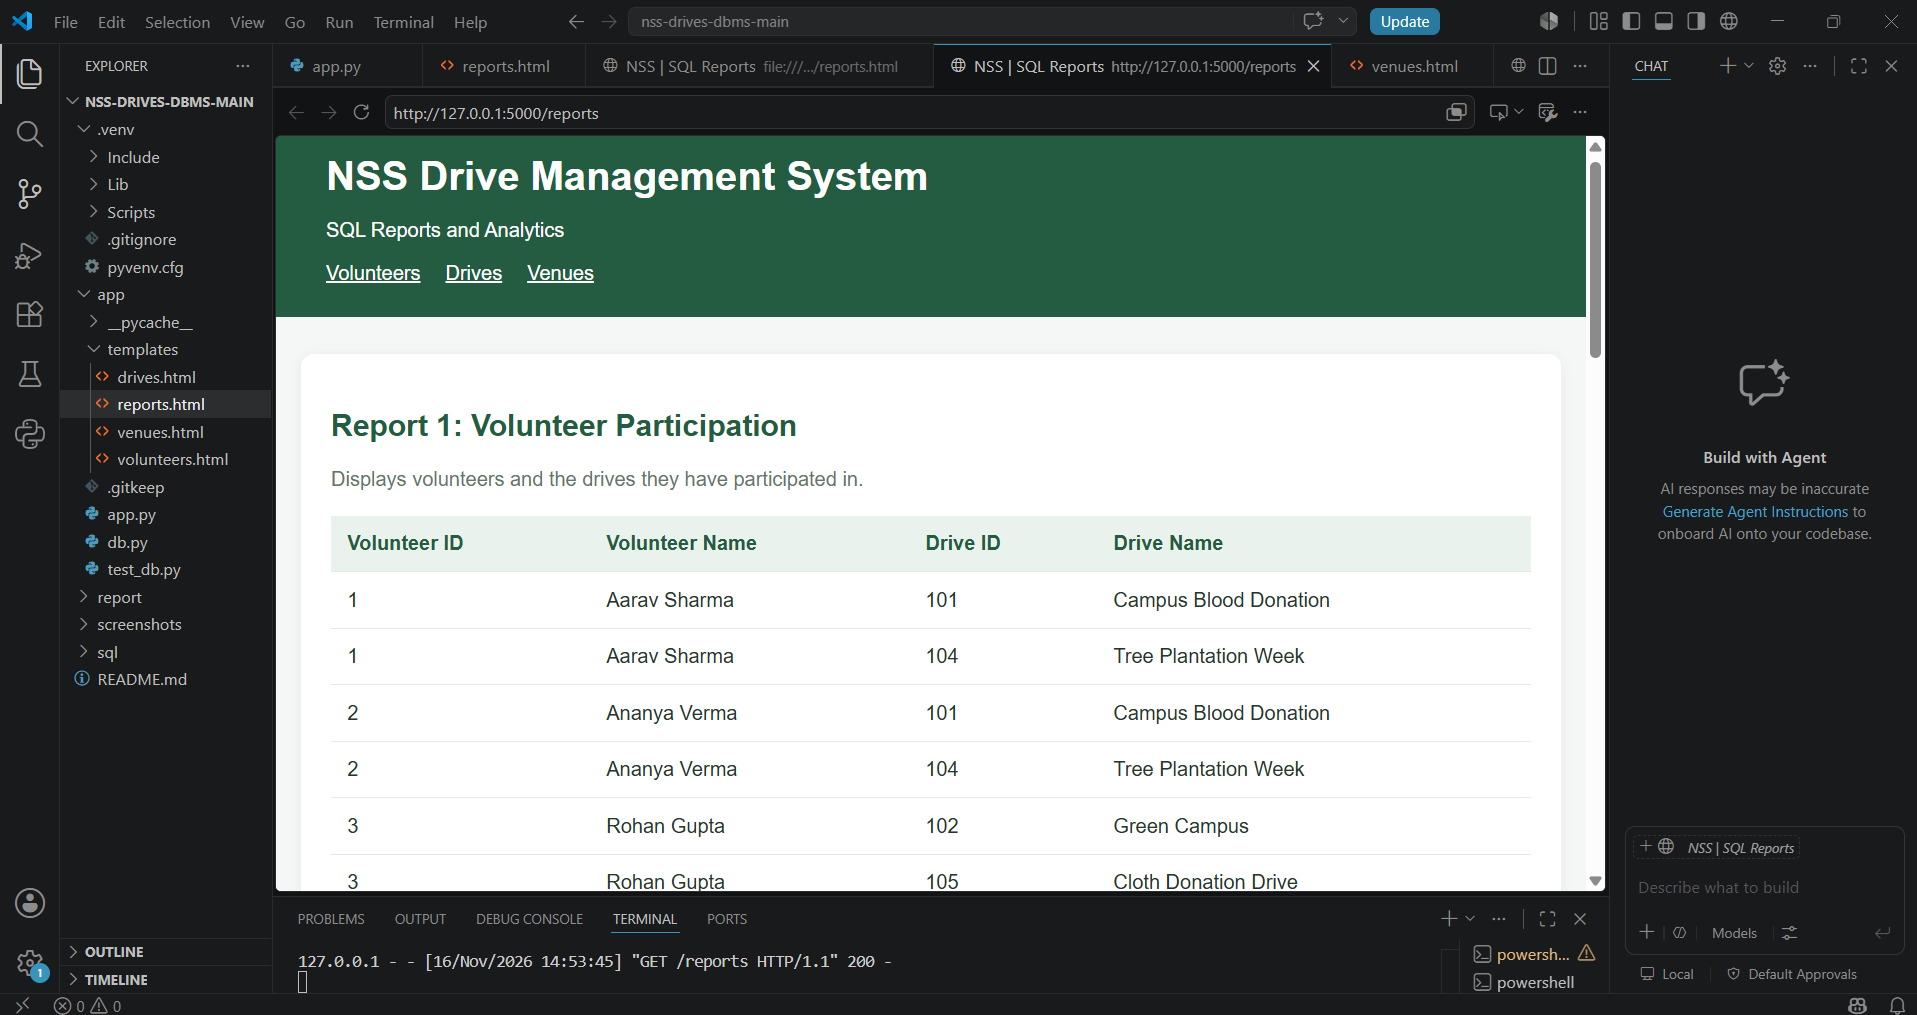 File Edit Selection View Go Run Terminal Help
nss-drives-dbms-main
Update
EXPLORER
NSS-DRIVES-DBMS-MAIN
.venv
Include
Lib
Scripts
.gitignore
pyvenv.cfg
app
__pycache__
templates
drives.html
reports.html
venues.html
volunteers.html
.gitkeep
app.py
db.py
test_db.py
report
screenshots
sql
README.md
OUTLINE
TIMELINE
app.py
reports.html
NSS | SQL Reports file:///.../reports.html
NSS | SQL Reports http://127.0.0.1:5000/reports
venues.html
http://127.0.0.1:5000/reports
NSS Drive Management System
SQL Reports and Analytics
Volunteers Drives Venues
Report 1: Volunteer Participation
Displays volunteers and the drives they have participated in.
Volunteer ID Volunteer Name Drive ID Drive Name
1 Aarav Sharma 101 Campus Blood Donation
1 Aarav Sharma 104 Tree Plantation Week
2 Ananya Verma 101 Campus Blood Donation
2 Ananya Verma 104 Tree Plantation Week
3 Rohan Gupta 102 Green Campus
3 Rohan Gupta 105 Cloth Donation Drive
PROBLEMS OUTPUT DEBUG CONSOLE TERMINAL PORTS
127.0.0.1 - - [16/Nov/2026 14:53:45] "GET /reports HTTP/1.1" 200 -
powersh...
powershell
CHAT
Build with Agent
AI responses may be inaccurate
Generate Agent Instructions to
onboard AI onto your codebase.
NSS | SQL Reports
Describe what to build
Models
Local Default Approvals
1
0 0